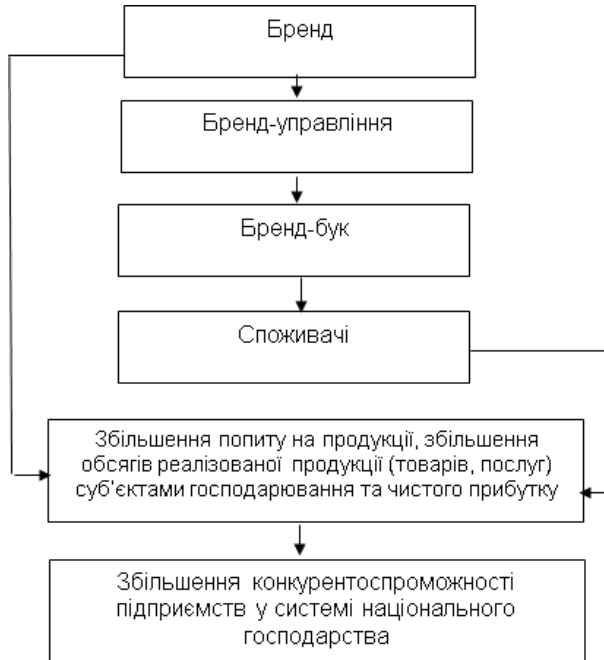 Бренд
Бренд-управління
Бренд-бук
Споживачі
Збільшення попиту на продукції, збільшення
обсягів реалізованої продукції (товарів, послуг)
суб'єктами господарювання та чистого прибутку
Збільшення конкурентоспроможності
підприємств у системі національного
господарства